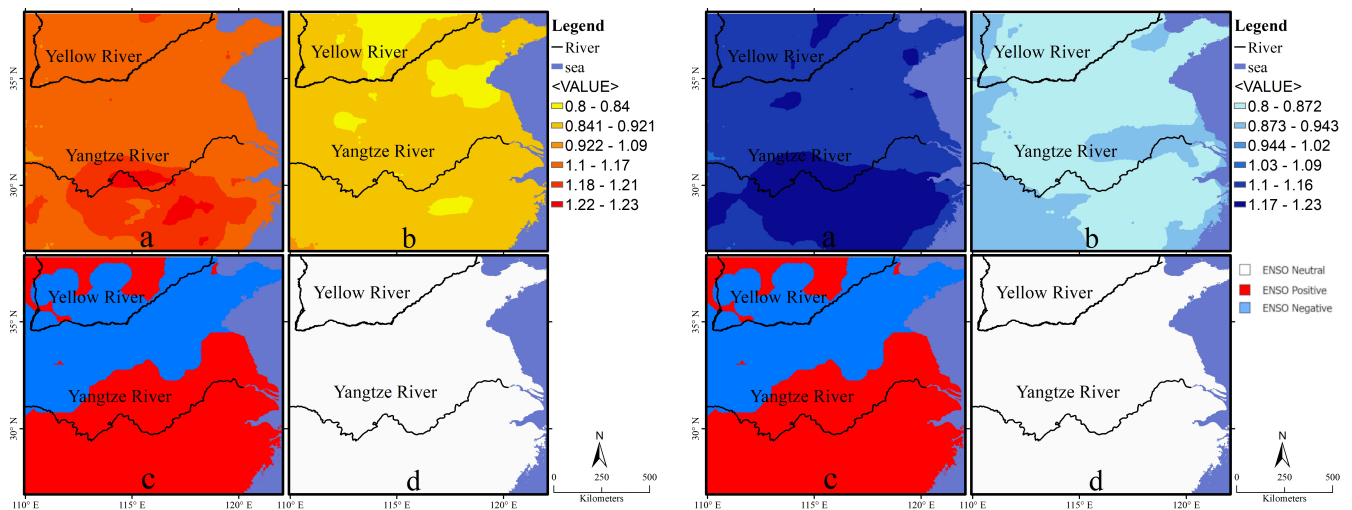 Yellow River
Yangtze River
a
35° N
30° N
Yellow River
Yangtze River
b
Legend
River
sea
<VALUE>
0.8 - 0.84
0.841 - 0.921
0.922 - 1.09
1.1 - 1.17
1.18 - 1.21
1.22 - 1.23
Yellow River
Yangtze River
c
35° N
30° N
110° E
115° E
120° E
Yellow River
Yangtze River
d
115° E
120° E
N
0 250 500
Kilometers
Yellow River
Yangtze River
a
35° N
30° N
Yellow River
Yangtze River
b
Legend
River
sea
<VALUE>
0.8 - 0.872
0.873 - 0.943
0.944 - 1.02
1.03 - 1.09
1.1 - 1.16
1.17 - 1.23
Yellow River
Yangtze River
c
35° N
30° N
110° E
115° E
120° E
Yellow River
Yangtze River
d
115° E
120° E
ENSO Neutral
ENSO Positive
ENSO Negative
N
0 250 500
Kilometers